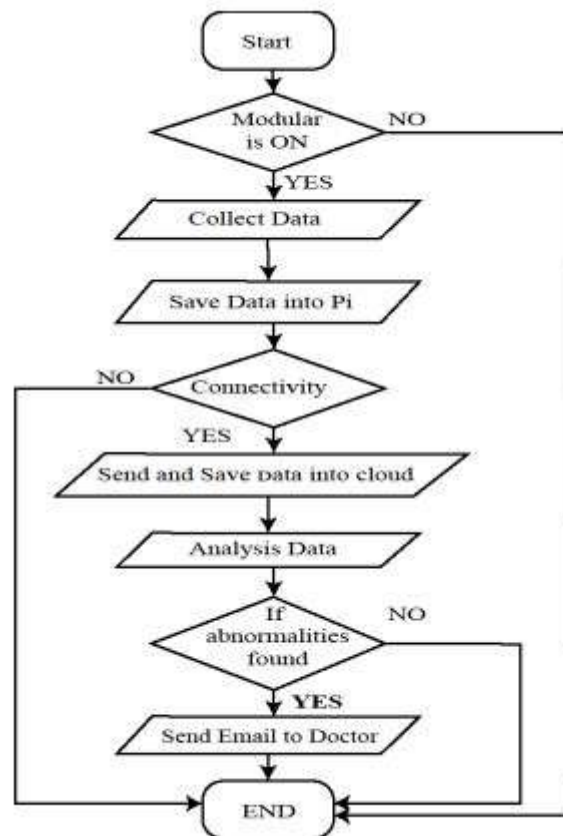 Start
Modular
is ON
NO
YES
Collect Data
Save Data into Pi
NO
Connectivity
YES
Send and Save Data into cloud
Analysis Data
If
abnormalities
found
NO
YES
Send Email to Doctor
END